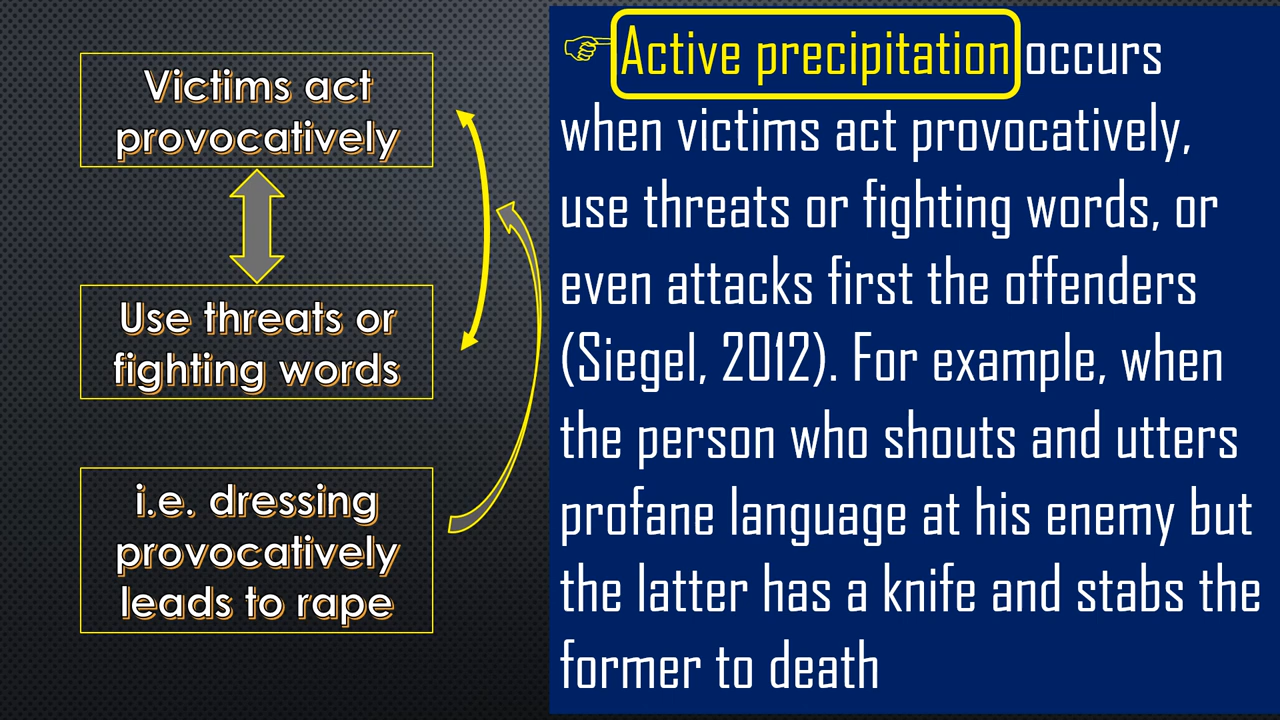 Victims act
provocatively
Use threats or
fighting words
i.e. dressing
provocatively
leads to rape
☞ Active precipitation occurs
when victims act provocatively,
use threats or fighting words, or
even attacks first the offenders
(Siegel, 2012). For example, when
the person who shouts and utters
profane language at his enemy but
the latter has a knife and stabs the
former to death